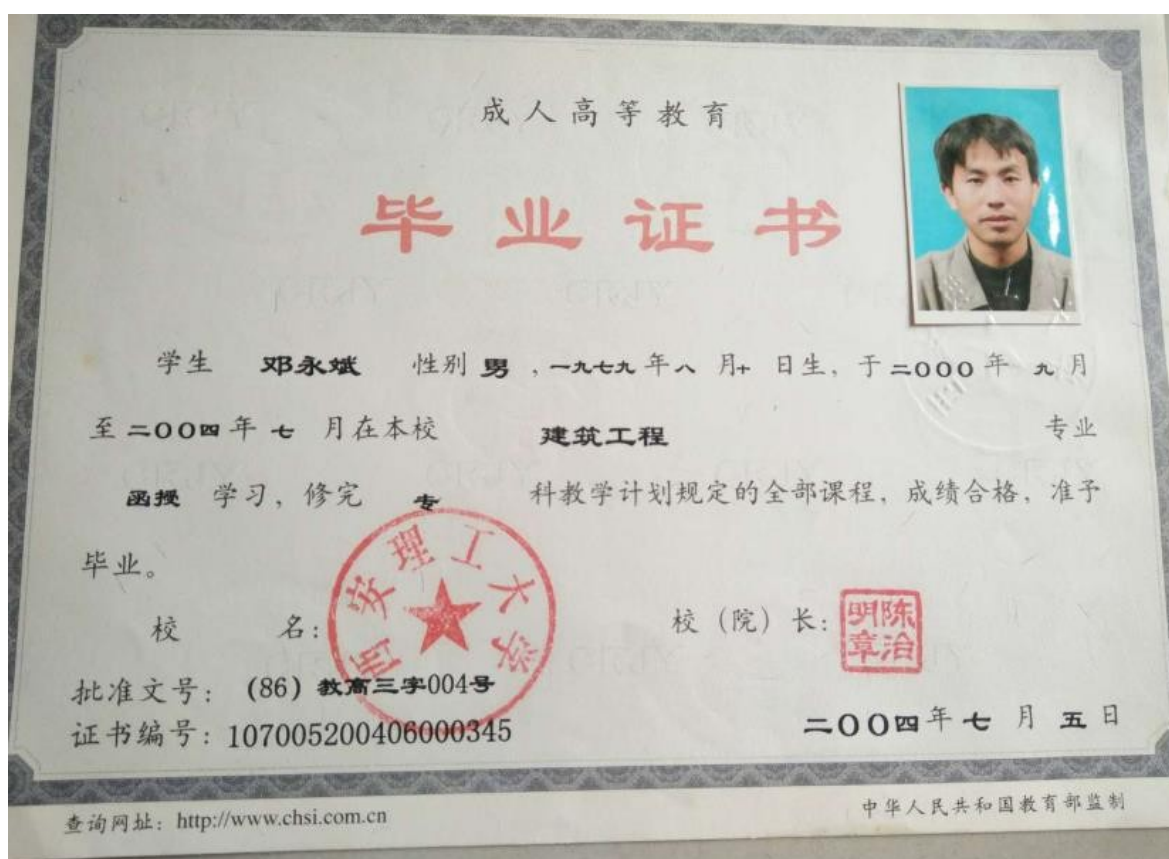 成人高等教育
毕业证书
学生 邓永斌 性别 男 , 一九七九 年 八 月 十 日生, 于 二000 年 九 月
至 二00四 年 七 月在本校 建筑工程 专业
函授 学习, 修完 专 科教学计划规定的全部课程, 成绩合格, 准予
毕业。
校 名: 西安理工大学 校 (院) 长: 陈治明章
批准文号: (86) 教高三字004号
证书编号: 107005200406000345 二00四 年 七 月 五 日
查询网址: http://www.chsi.com.cn 中华人民共和国教育部监制